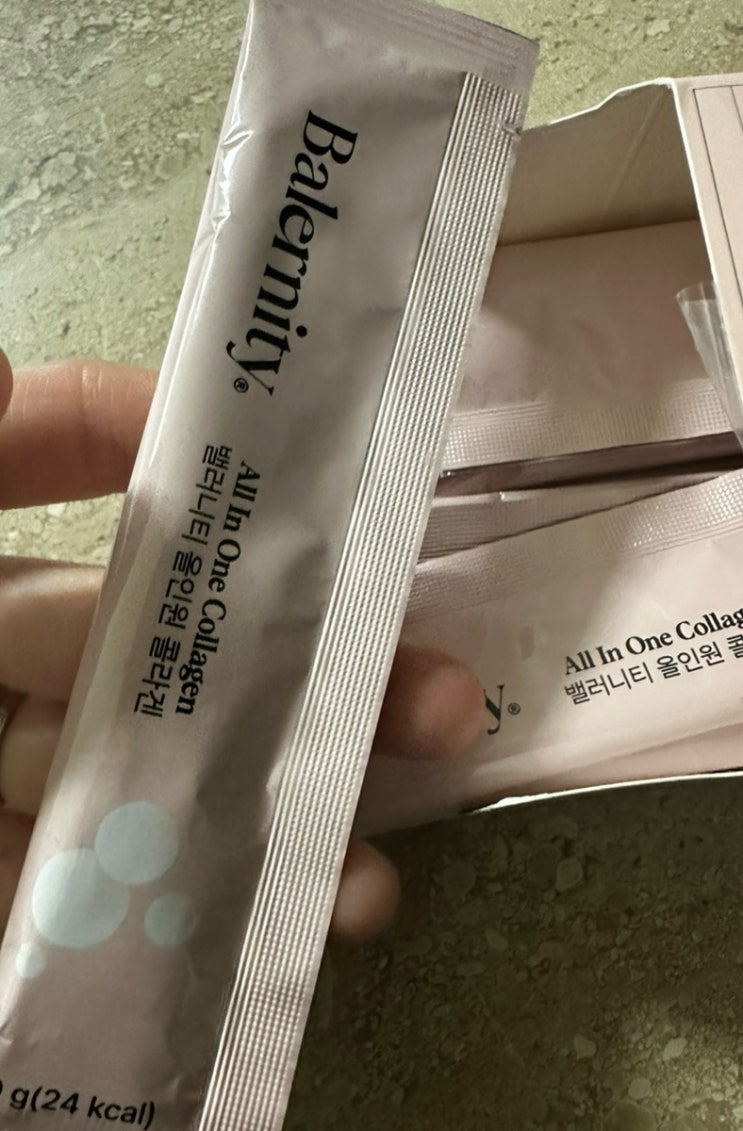 Balernity®
All In One Collagen
밸러니티 올인원 콜라겐
g(24 kcal)
y®
All In One Collag
밸러니티 올인원 콜